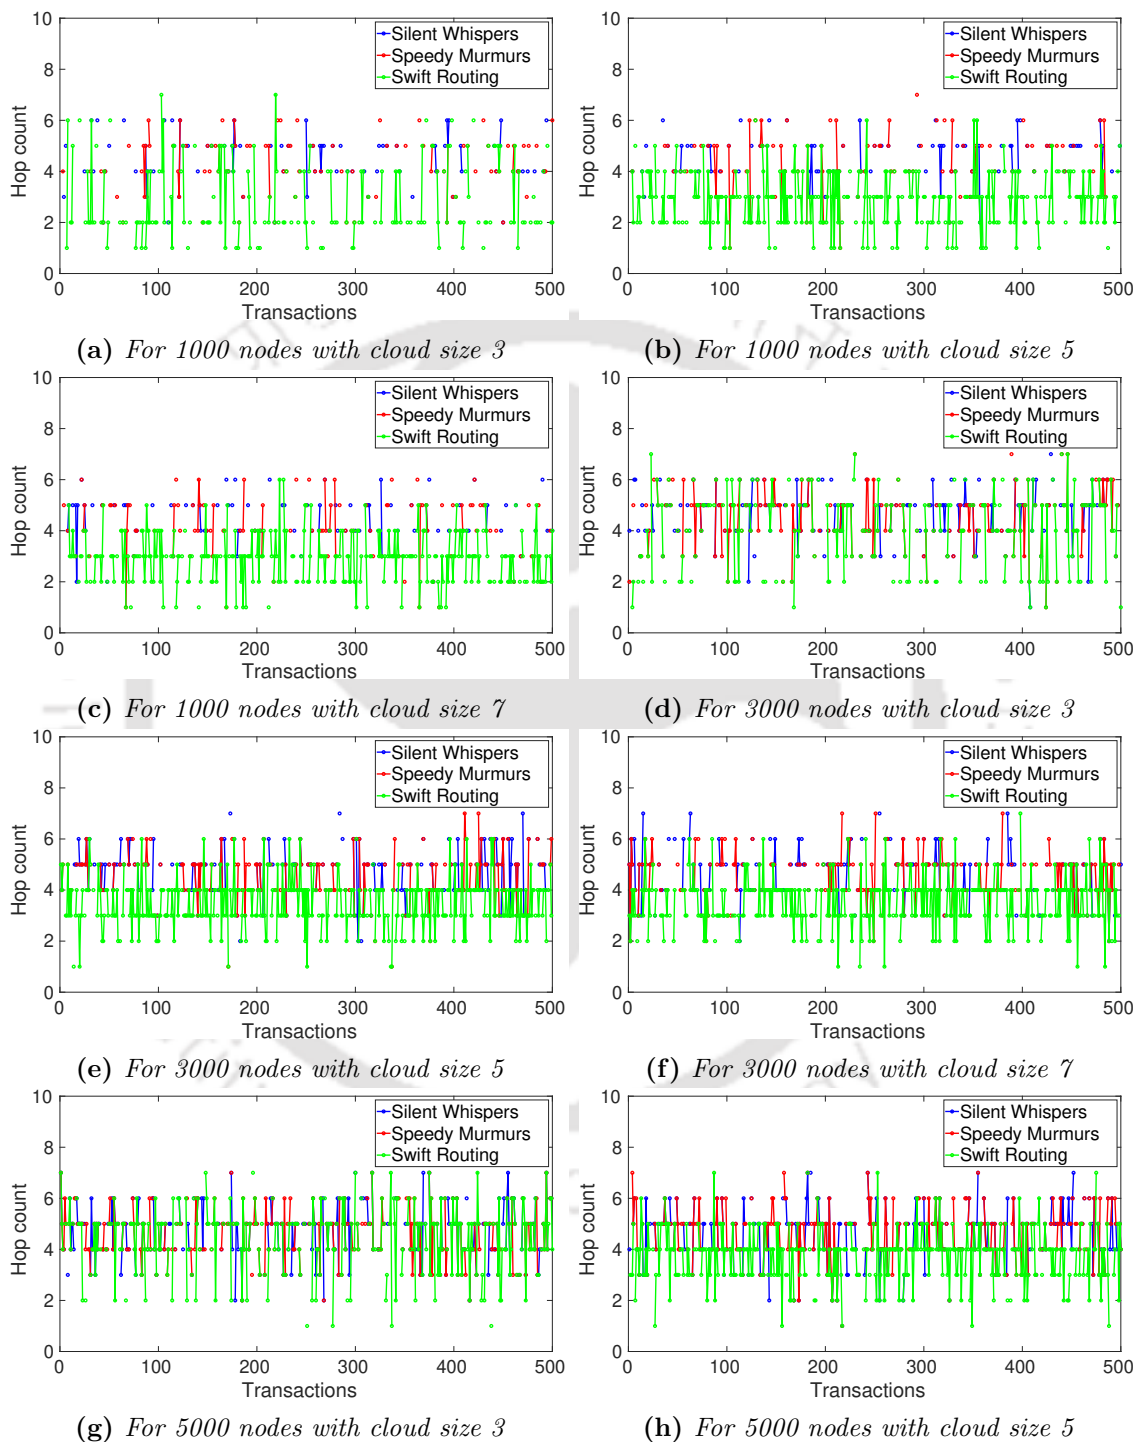 10
8
6
4
2
0
Hop count
Silent Whispers
Speedy Murmurs
Swift Routing
0 100 200 300 400 500
Transactions
(a) For 1000 nodes with cloud size 3
10
8
6
4
2
0
Hop count
Silent Whispers
Speedy Murmurs
Swift Routing
0 100 200 300 400 500
Transactions
(b) For 1000 nodes with cloud size 5
10
8
6
4
2
0
Hop count
Silent Whispers
Speedy Murmurs
Swift Routing
0 100 200 300 400 500
Transactions
(c) For 1000 nodes with cloud size 7
10
8
6
4
2
0
Hop count
Silent Whispers
Speedy Murmurs
Swift Routing
0 100 200 300 400 500
Transactions
(d) For 3000 nodes with cloud size 3
10
8
6
4
2
0
Hop count
Silent Whispers
Speedy Murmurs
Swift Routing
0 100 200 300 400 500
Transactions
(e) For 3000 nodes with cloud size 5
10
8
6
4
2
0
Hop count
Silent Whispers
Speedy Murmurs
Swift Routing
0 100 200 300 400 500
Transactions
(f) For 3000 nodes with cloud size 7
10
8
6
4
2
0
Hop count
Silent Whispers
Speedy Murmurs
Swift Routing
0 100 200 300 400 500
Transactions
(g) For 5000 nodes with cloud size 3
10
8
6
4
2
0
Hop count
Silent Whispers
Speedy Murmurs
Swift Routing
0 100 200 300 400 500
Transactions
(h) For 5000 nodes with cloud size 5